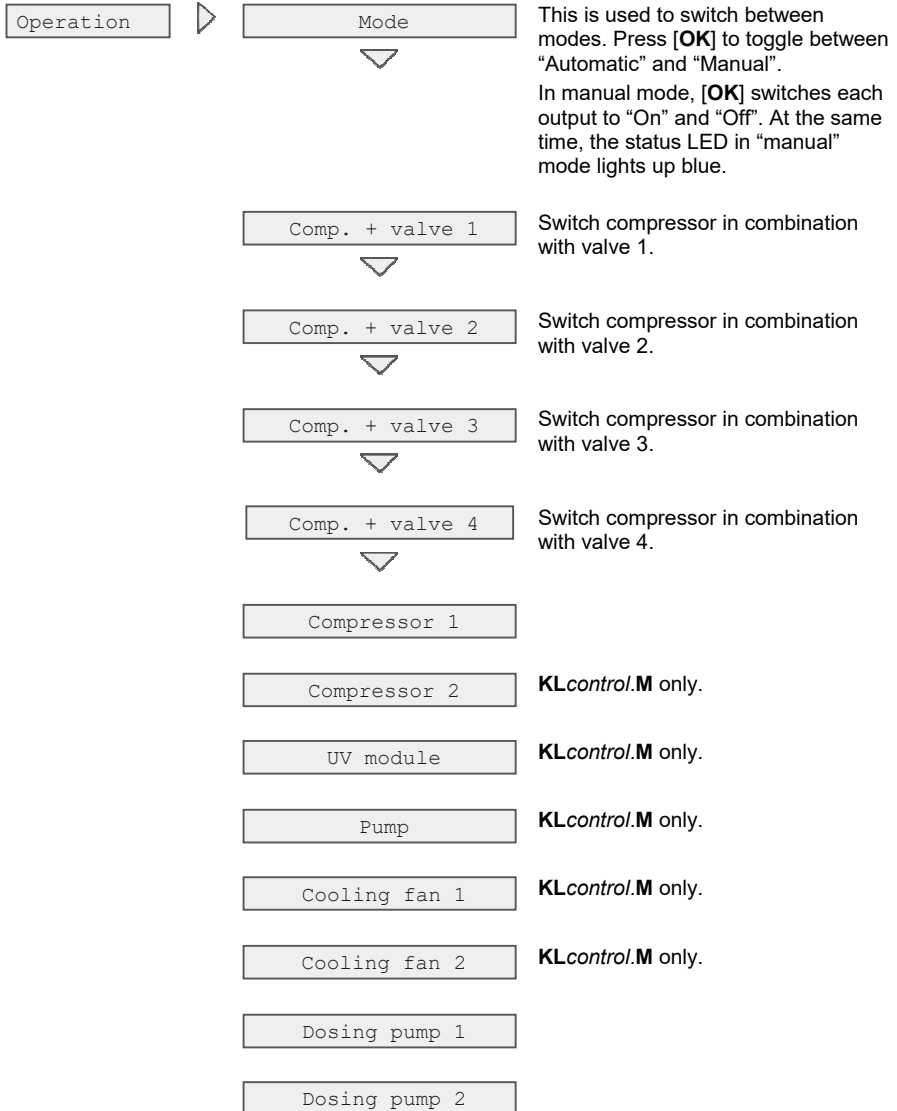 Operation
Mode
This is used to switch between
modes. Press [OK] to toggle between
“Automatic” and “Manual”.
In manual mode, [OK] switches each
output to “On” and “Off”. At the same
time, the status LED in “manual”
mode lights up blue.
Comp. + valve 1
Switch compressor in combination
with valve 1.
Comp. + valve 2
Switch compressor in combination
with valve 2.
Comp. + valve 3
Switch compressor in combination
with valve 3.
Comp. + valve 4
Switch compressor in combination
with valve 4.
Compressor 1
Compressor 2
KLcontrol.M only.
UV module
KLcontrol.M only.
Pump
KLcontrol.M only.
Cooling fan 1
KLcontrol.M only.
Cooling fan 2
KLcontrol.M only.
Dosing pump 1
Dosing pump 2